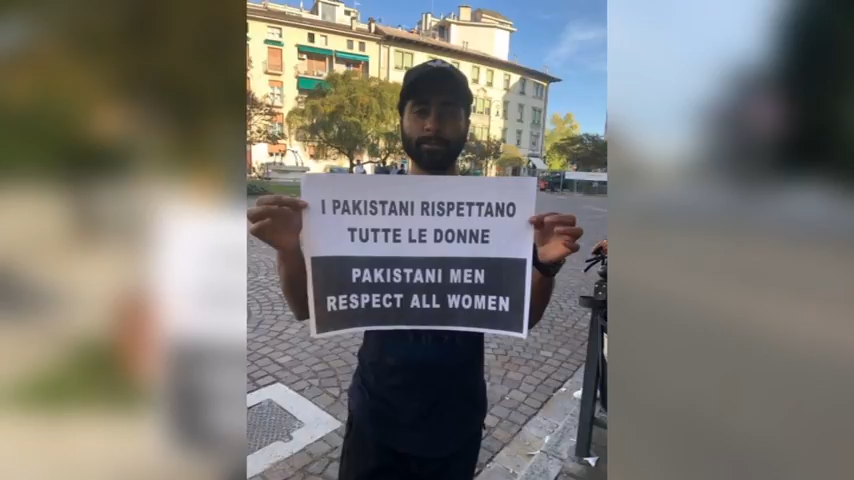 I PAKISTANI RISPETTANO
TUTTE LE DONNE
PAKISTANI MEN
RESPECT ALL WOMEN